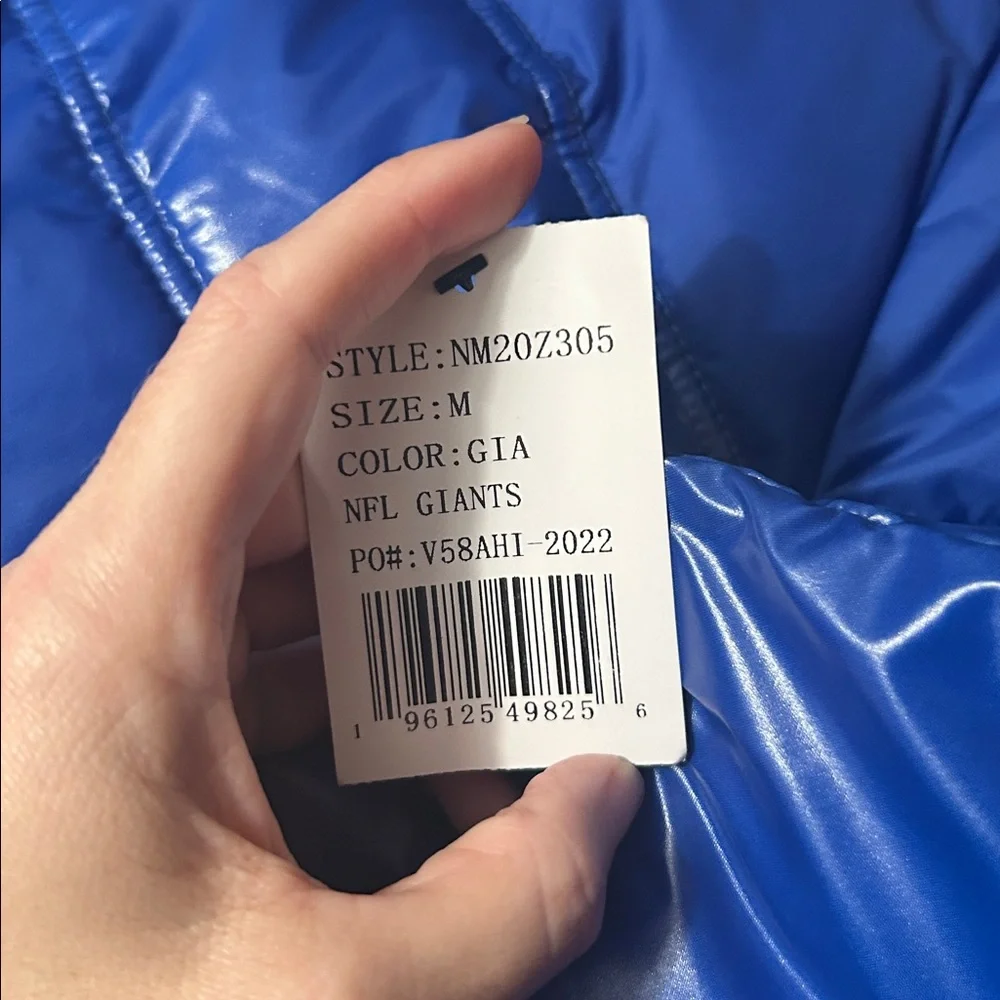 STYLE:NM20Z305
SIZE:M
COLOR:GIA
NFL GIANTS
PO#:V58AHI-2022
1 96125 49825 6